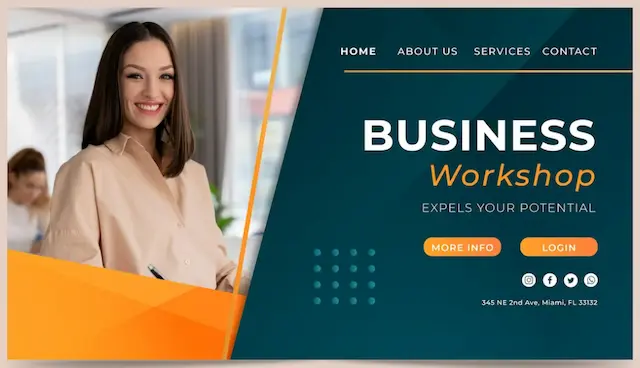 HOME ABOUT US SERVICES CONTACT
BUSINESS
Workshop
EXPELS YOUR POTENTIAL
MORE INFO LOGIN
345 NE 2nd Ave, Miami, FL 33132